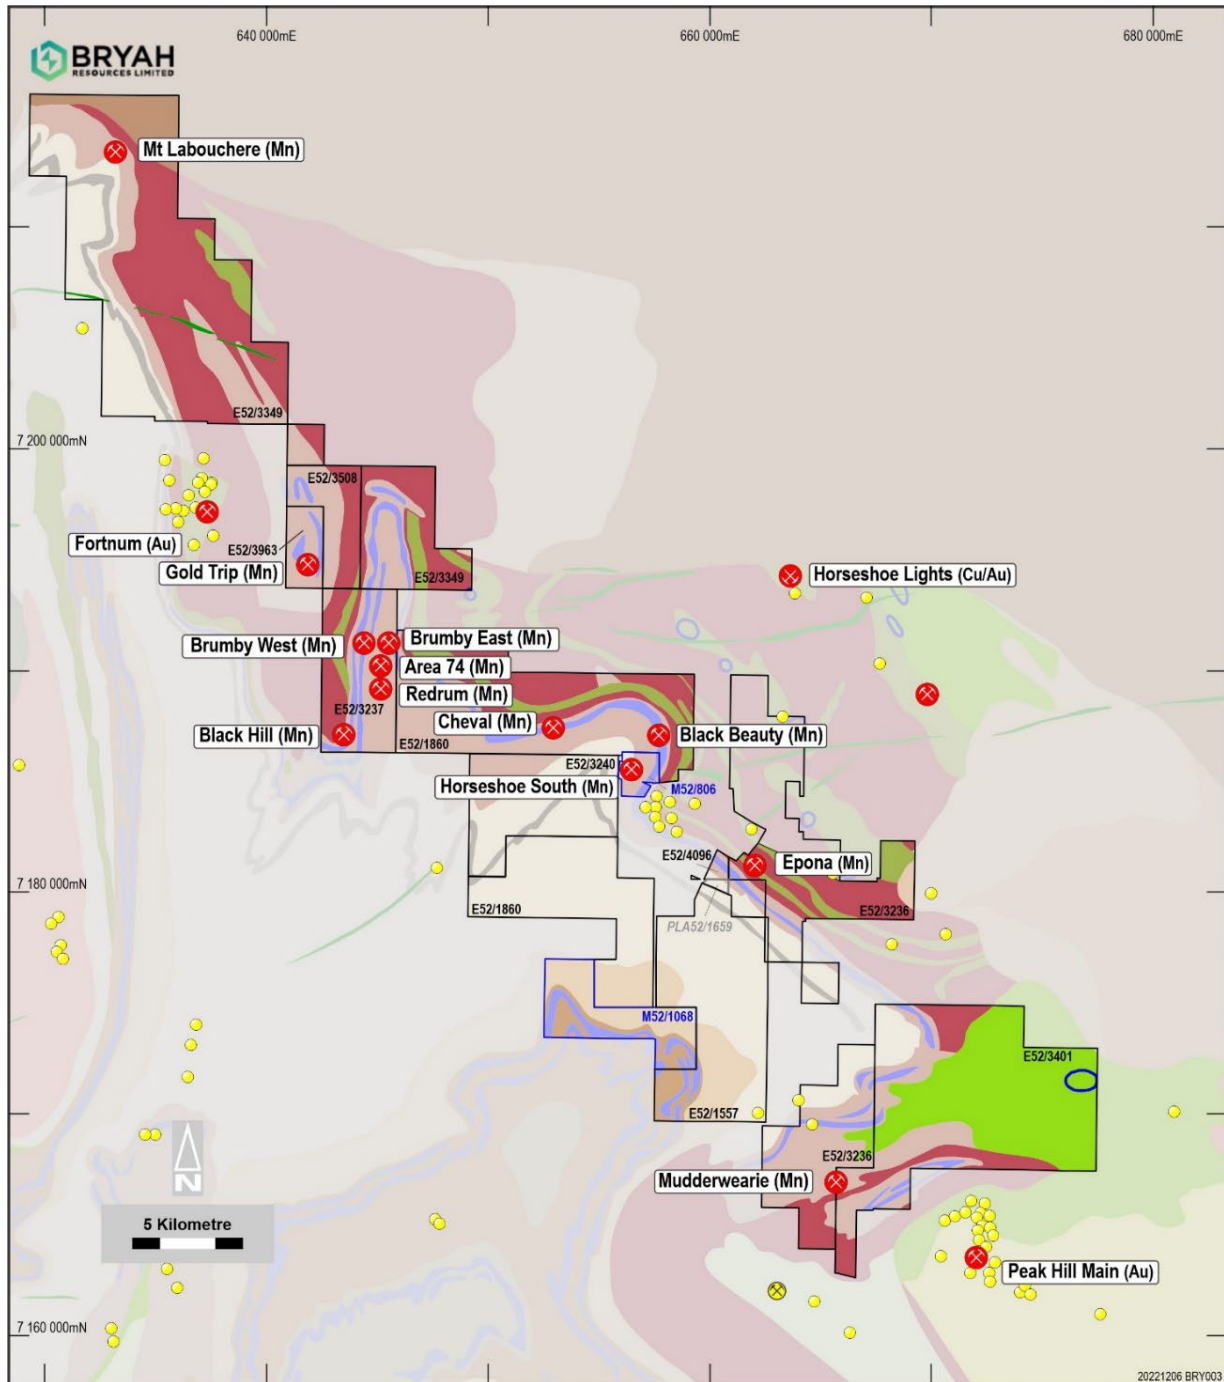 640 000mE
660 000mE
680 000mE
BRYAH
RESOURCES LIMITED
Mt Labouchere (Mn)
E52/3349
7 200 000mN
E52/3508
Fortnum (Au)
E52/3963
Gold Trip (Mn)
E52/3349
Horseshoe Lights (Cu/Au)
Brumby West (Mn)
Brumby East (Mn)
Area 74 (Mn)
Redrum (Mn)
E52/3237
Black Hill (Mn)
Cheval (Mn)
Black Beauty (Mn)
E52/1860
E52/3240
Horseshoe South (Mn)
M52/806
E52/4096
Epona (Mn)
7 180 000mN
E52/1860
E52/3236
PLA52/1659
M52/1068
E52/3401
E52/1557
E52/3236
Mudderwearie (Mn)
N
5 Kilometre
Peak Hill Main (Au)
7 160 000mN
20221206 BRY003